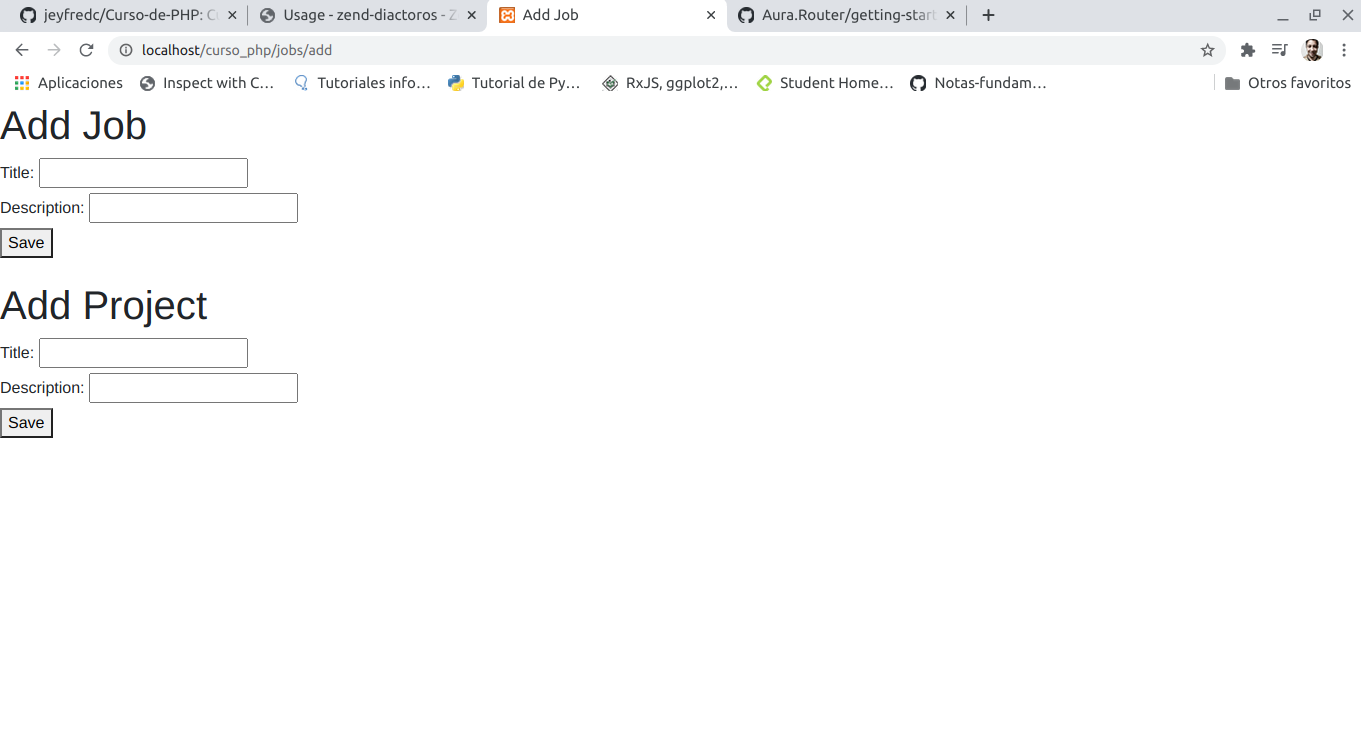 jeyfredc/Curso-de-PHP: C
Usage - zend-diactoros - Z
Add Job
Aura.Router/getting-start
localhost/curso_php/jobs/add
Aplicaciones
Inspect with C...
Tutoriales info...
Tutorial de Py...
RxJS, ggplot2,...
Student Home...
Notas-fundam...
Otros favoritos
Add Job
Title:
Description:
Save
Add Project
Title:
Description:
Save